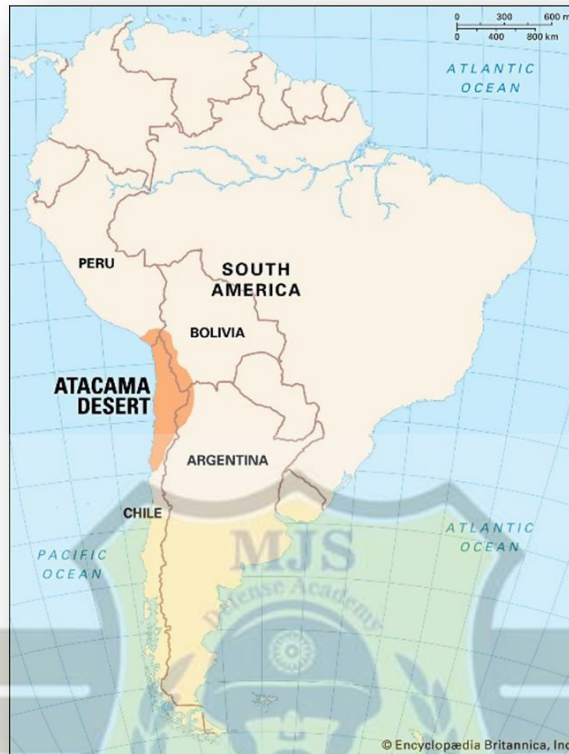 0 300 600 mi
0 400 800 km
ATLANTIC
OCEAN
PERU
SOUTH
AMERICA
BOLIVIA
ATACAMA
DESERT
ARGENTINA
CHILE
ATLANTIC
OCEAN
MJS
PACIFIC
OCEAN
Defense Academy
© Encyclopædia Britannica, Inc